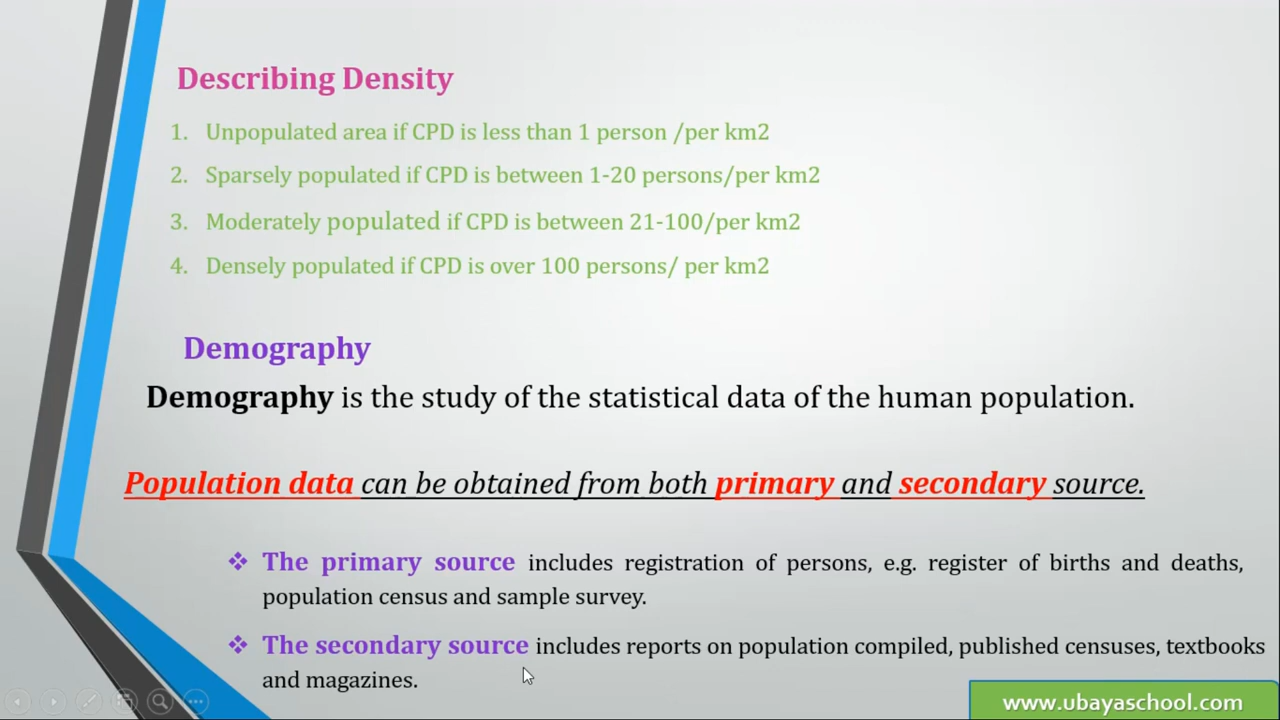 Describing Density
1. Unpopulated area if CPD is less than 1 person /per km2
2. Sparsely populated if CPD is between 1-20 persons/per km2
3. Moderately populated if CPD is between 21-100/per km2
4. Densely populated if CPD is over 100 persons/ per km2
Demography
Demography is the study of the statistical data of the human population.
Population data can be obtained from both primary and secondary source.
❖ The primary source includes registration of persons, e.g. register of births and deaths,
population census and sample survey.
❖ The secondary source includes reports on population compiled, published censuses, textbooks
and magazines.
www.ubayaschool.com